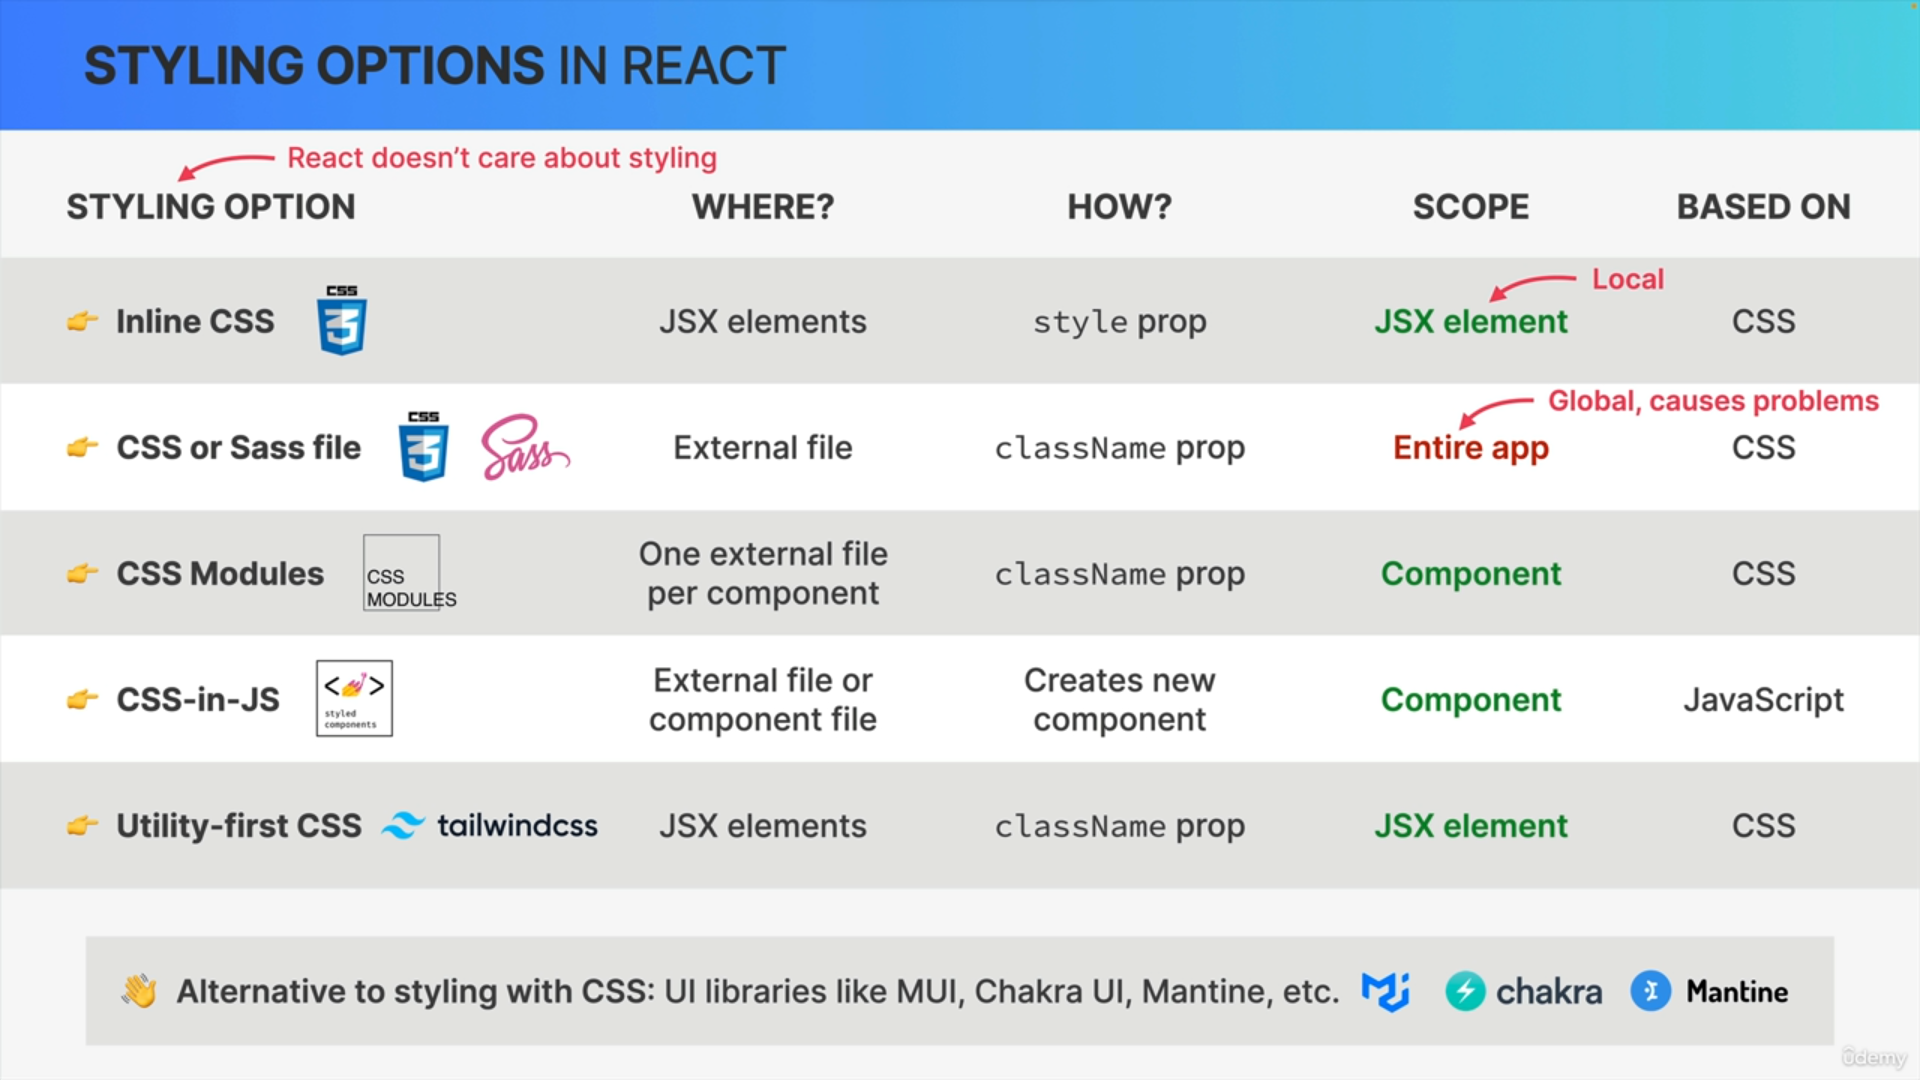 STYLING OPTIONS IN REACT
React doesn’t care about styling
STYLING OPTION WHERE? HOW? SCOPE BASED ON
Local
Inline CSS CSS 3 JSX elements style prop JSX element CSS
Global, causes problems
CSS or Sass file CSS 3 Sass External file className prop Entire app CSS
CSS Modules CSS MODULES One external file per component className prop Component CSS
CSS-in-JS < > styled components External file or component file Creates new component Component JavaScript
Utility-first CSS tailwindcss JSX elements className prop JSX element CSS
Alternative to styling with CSS: UI libraries like MUI, Chakra UI, Mantine, etc. chakra Mantine
ûdemy